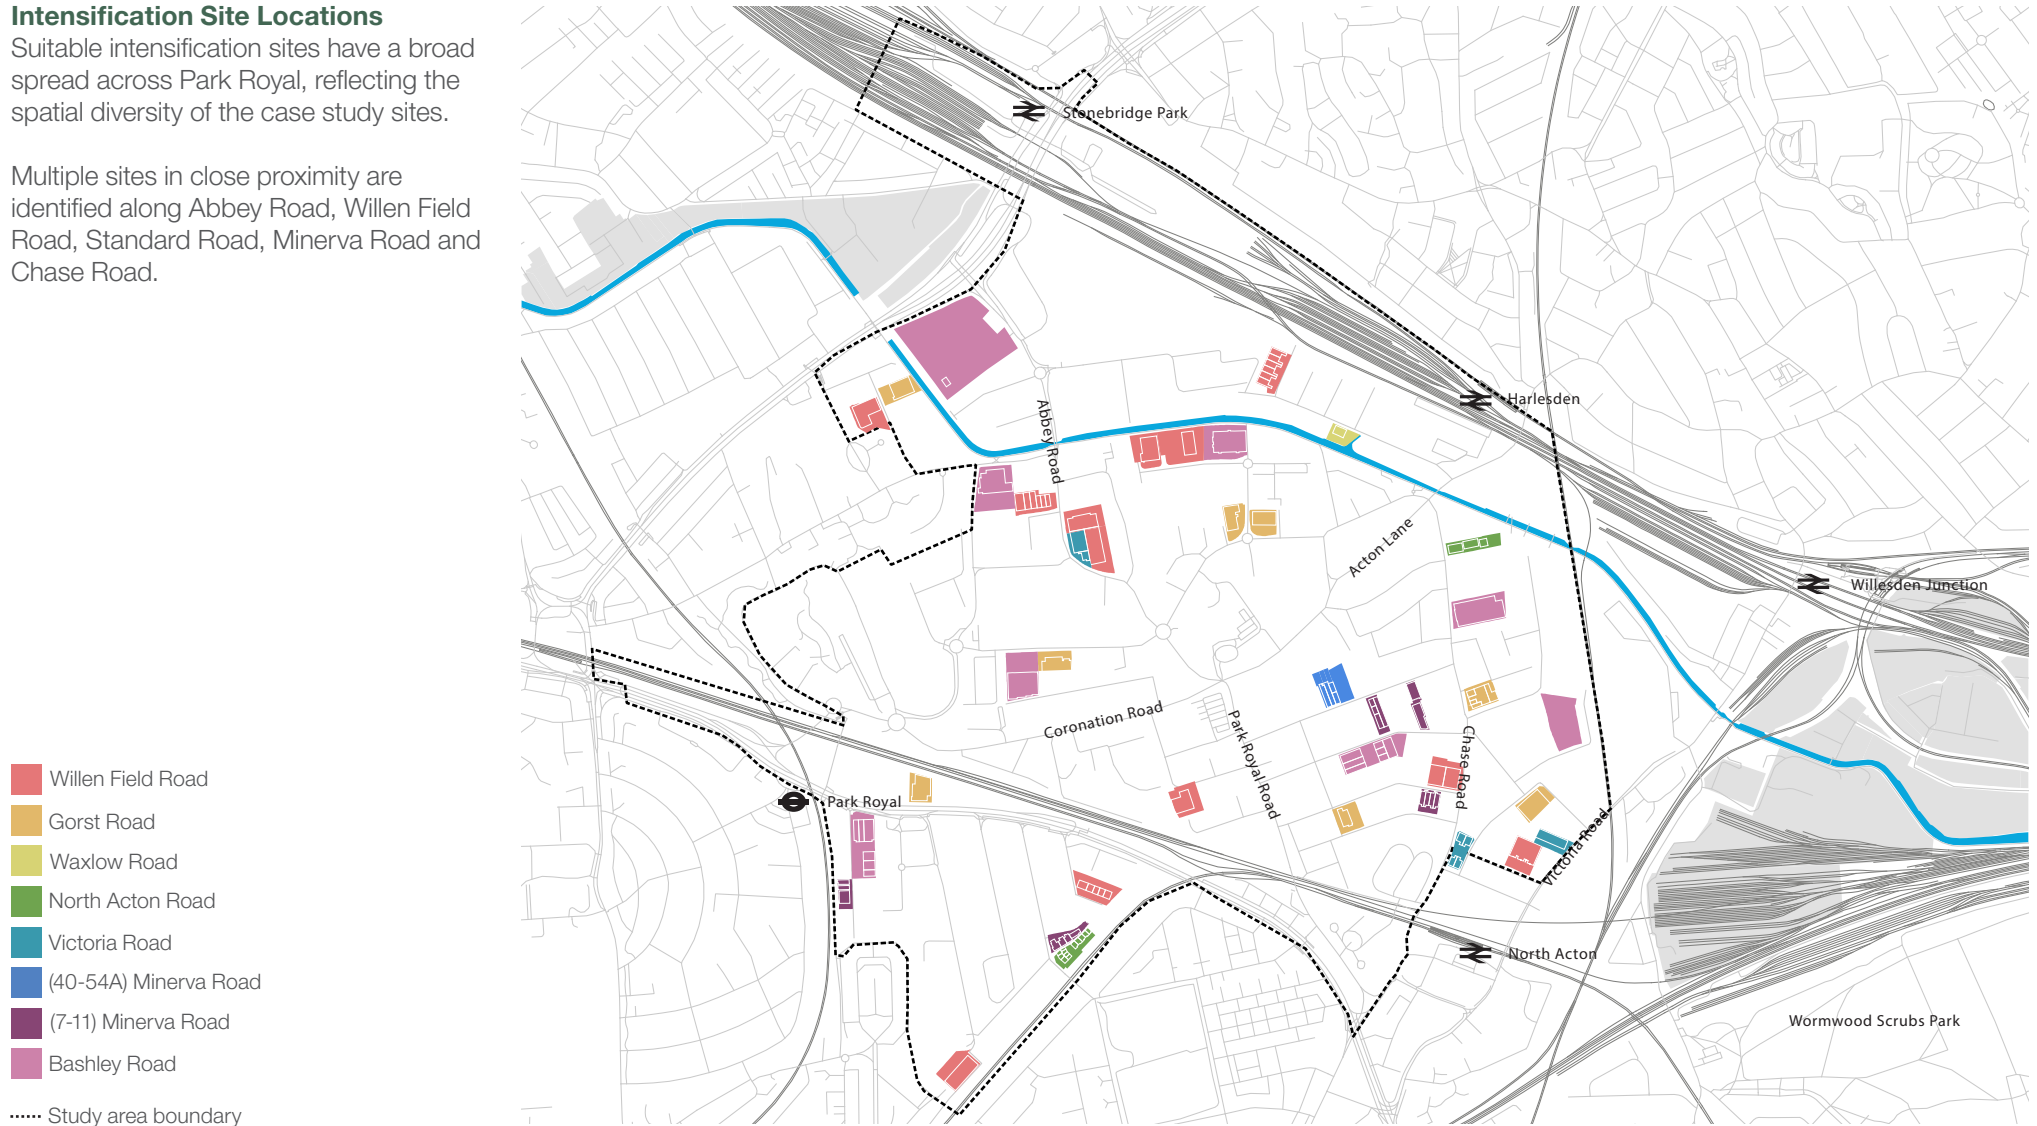 Intensification Site Locations
Suitable intensification sites have a broad
spread across Park Royal, reflecting the
spatial diversity of the case study sites.
Multiple sites in close proximity are
identified along Abbey Road, Willen Field
Road, Standard Road, Minerva Road and
Chase Road.
Willen Field Road
Gorst Road
Waxlow Road
North Acton Road
Victoria Road
(40-54A) Minerva Road
(7-11) Minerva Road
Bashley Road
Study area boundary
Stonebridge Park
Harlesden
Abbey Road
Acton Lane
Willesden Junction
Coronation Road
Park Royal Road
Chase Road
Park Royal
Victoria Road
North Acton
Wormwood Scrubs Park